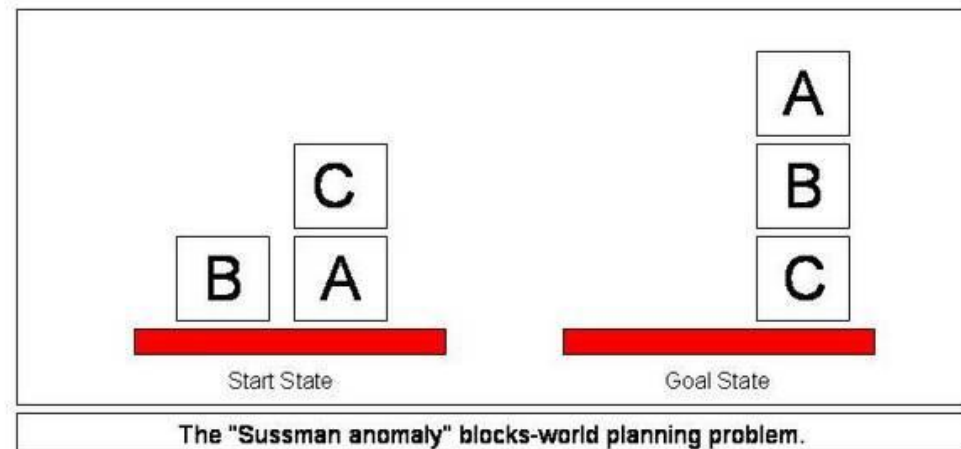 A
C
B
B A
C
Start State
Goal State
The "Sussman anomaly" blocks-world planning problem.